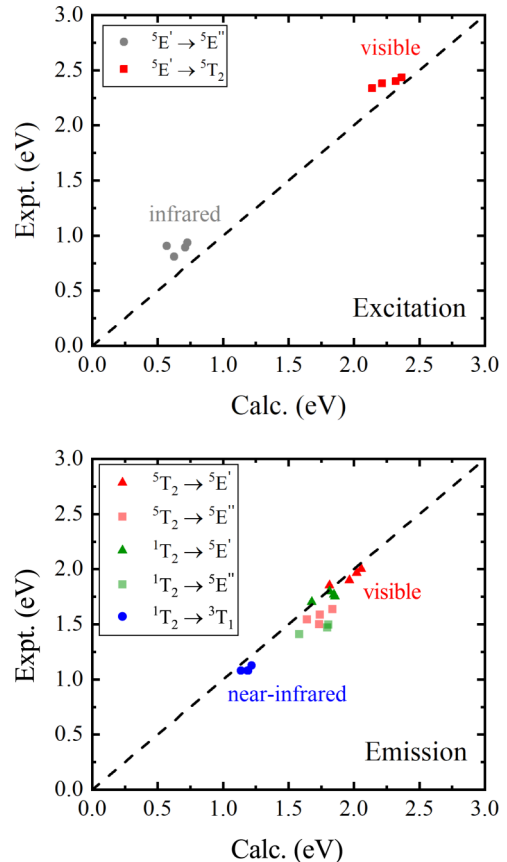 3.0
2.5
2.0
1.5
1.0
0.5
0.0
Expt. (eV)
⁵E' → ⁵E''
⁵E' → ⁵T₂
visible
infrared
Excitation
0.0 0.5 1.0 1.5 2.0 2.5 3.0
Calc. (eV)
3.0
2.5
2.0
1.5
1.0
0.5
0.0
Expt. (eV)
⁵T₂ → ⁵E'
⁵T₂ → ⁵E''
¹T₂ → ⁵E'
¹T₂ → ⁵E''
¹T₂ → ³T₁
visible
near-infrared
Emission
0.0 0.5 1.0 1.5 2.0 2.5 3.0
Calc. (eV)